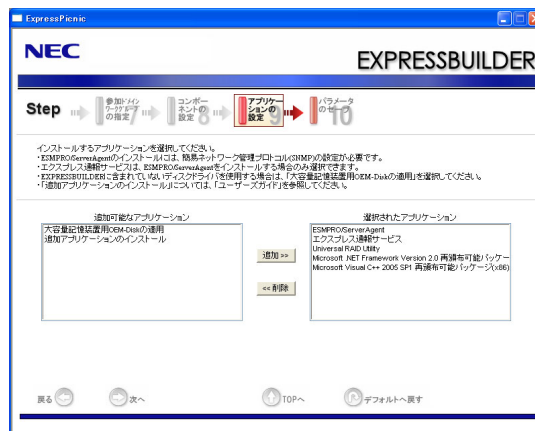 ExpressPicnic
NEC
EXPRESSBUILDER
Step
参加ドメイン
ワークグループ
の指定 7
コンポー
ネントの
設定 8
アプリケー
ションの
設定 9
パラメータ
のセーブ 10
インストールするアプリケーションを選択してください。
・ESMPRO/ServerAgentのインストールには、簡易ネットワーク管理プロトコル(SNMP)の設定が必要です。
・エクスプレス通報サービスは、ESMPRO/ServerAgentをインストールする場合のみ選択できます。
・EXPRESSBUILDERに含まれていないディスクドライバを使用する場合は、「大容量記憶装置用OEM-Diskの適用」を選択してください。
・「追加アプリケーションのインストール」については、「ユーザーズガイド」を参照してください。
追加可能なアプリケーション
選択されたアプリケーション
大容量記憶装置用OEM-Diskの適用
追加アプリケーションのインストール
追加 >>
<< 削除
ESMPRO/ServerAgent
エクスプレス通報サービス
Universal RAID Utility
Microsoft .NET Framework Version 2.0 再頒布可能パッケー
Microsoft Visual C++ 2005 SP1 再頒布可能パッケージ(x86)
戻る
次へ
TOPへ
デフォルトへ戻す